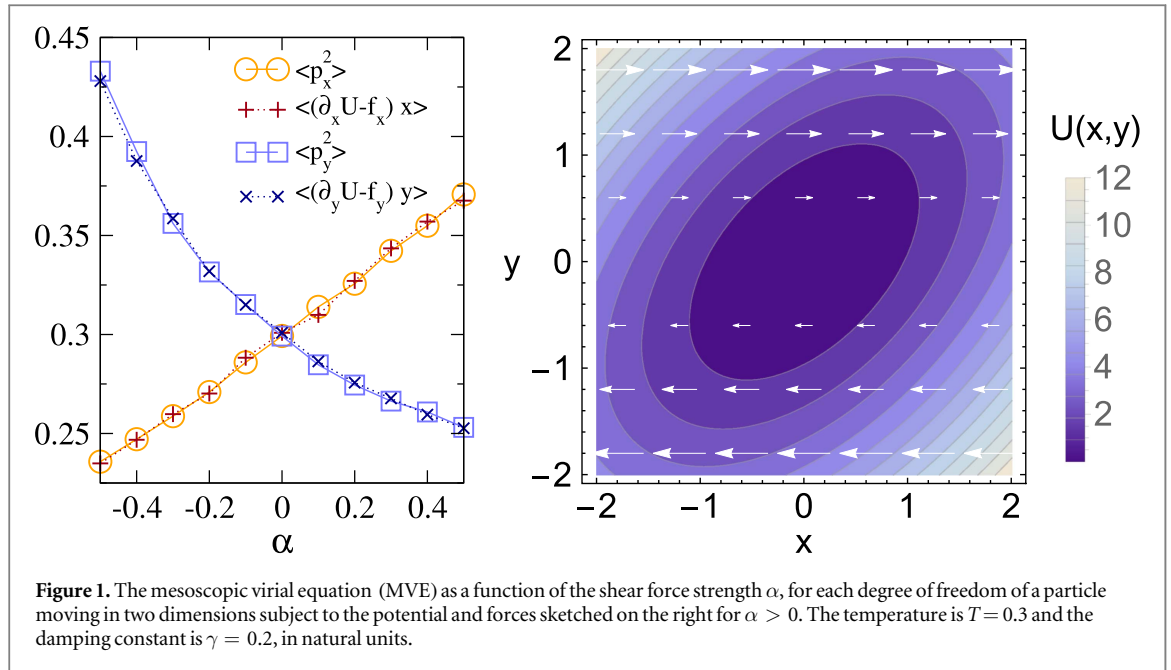 0.45
0.4
0.35
0.3
0.25
-0.4 -0.2 0 0.2 0.4
α
<p_x^2>
<(∂_x U-f_x) x>
<p_y^2>
<(∂_y U-f_y) y>
2
1
0
−1
−2
y
−2 −1 0 1 2
x
U(x,y)
12
10
8
6
4
2
Figure 1. The mesoscopic virial equation (MVE) as a function of the shear force strength α, for each degree of freedom of a particle
moving in two dimensions subject to the potential and forces sketched on the right for α > 0. The temperature is T = 0.3 and the
damping constant is γ = 0.2, in natural units.